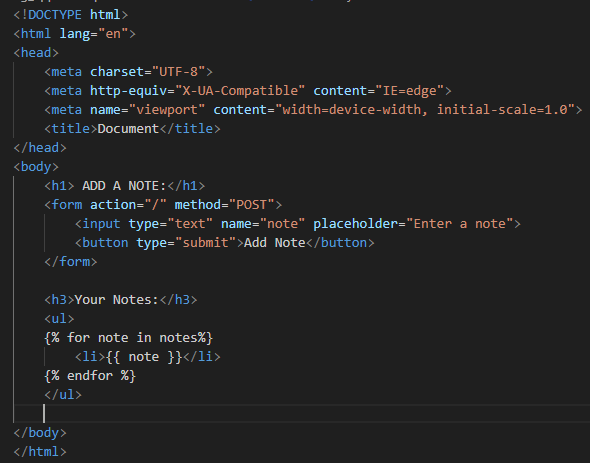 <!DOCTYPE html>
<html lang="en">
<head>
    <meta charset="UTF-8">
    <meta http-equiv="X-UA-Compatible" content="IE=edge">
    <meta name="viewport" content="width=device-width, initial-scale=1.0">
    <title>Document</title>
</head>
<body>
    <h1> ADD A NOTE:</h1>
    <form action="/" method="POST">
        <input type="text" name="note" placeholder="Enter a note">
        <button type="submit">Add Note</button>
    </form>

    <h3>Your Notes:</h3>
    <ul>
    {% for note in notes%}
        <li>{{ note }}</li>
    {% endfor %}
    </ul>

</body>
</html>